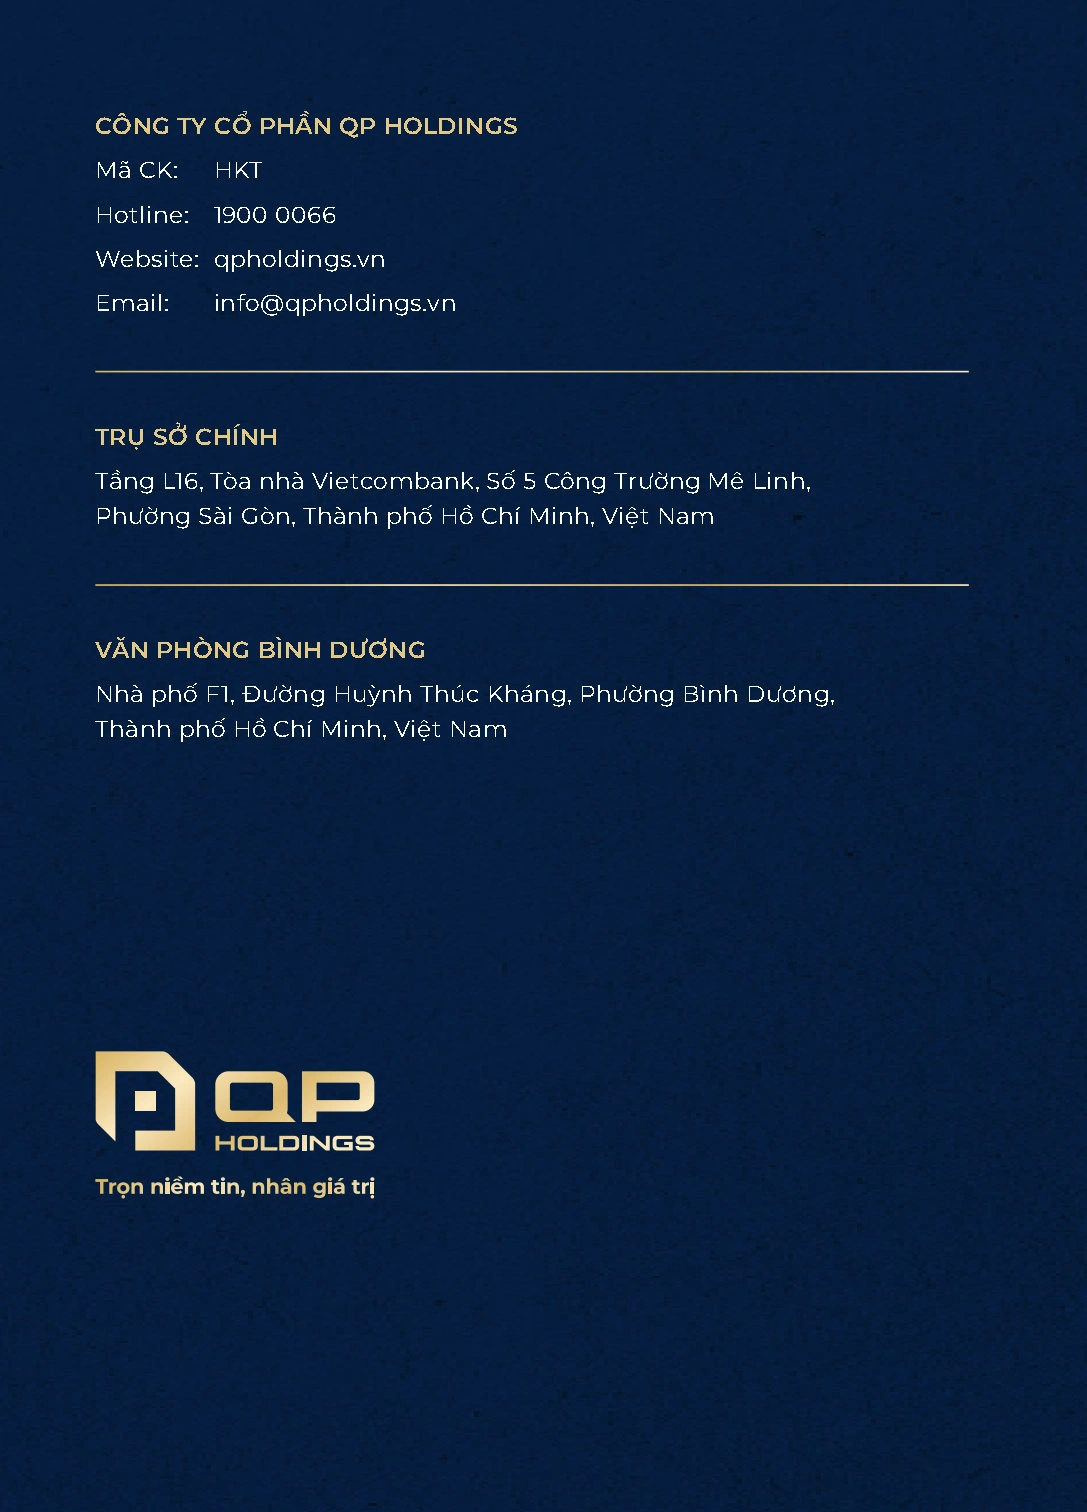 CÔNG TY CỔ PHẦN QP HOLDINGS
Mã CK: HKT
Hotline: 1900 0066
Website: qpholdings.vn
Email: info@qpholdings.vn
TRỤ SỞ CHÍNH
Tầng L16, Tòa nhà Vietcombank, Số 5 Công Trường Mê Linh,
Phường Sài Gòn, Thành phố Hồ Chí Minh, Việt Nam
VĂN PHÒNG BÌNH DƯƠNG
Nhà phố F1, Đường Huỳnh Thúc Kháng, Phường Bình Dương,
Thành phố Hồ Chí Minh, Việt Nam
QP
HOLDINGS
Trọn niềm tin, nhân giá trị